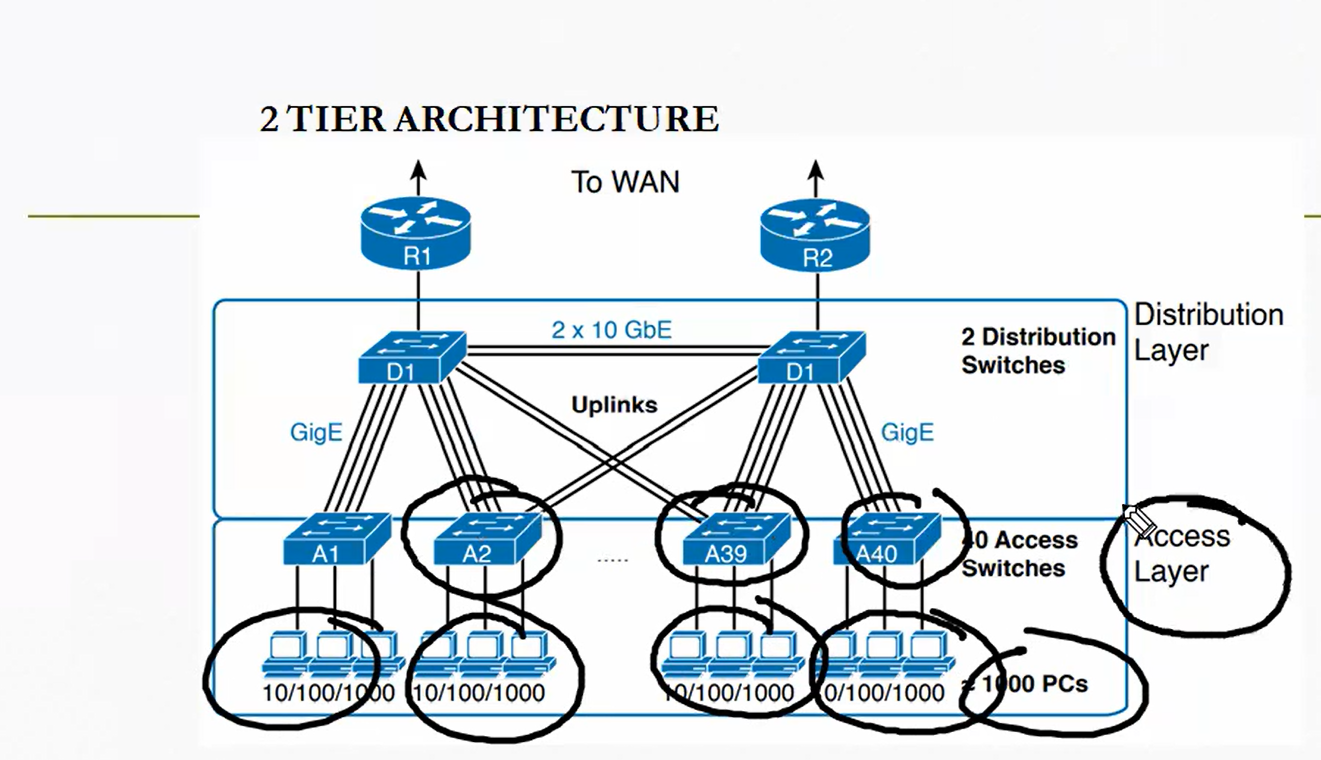 2 TIER ARCHITECTURE
To WAN
R1
R2
2 x 10 GbE
D1
D1
2 Distribution
Switches
Distribution
Layer
Uplinks
GigE
GigE
A1
A2
.....
A39
A40
40 Access
Switches
Access
Layer
10/100/1000
10/100/1000
10/100/1000
10/100/1000
≈ 1000 PCs